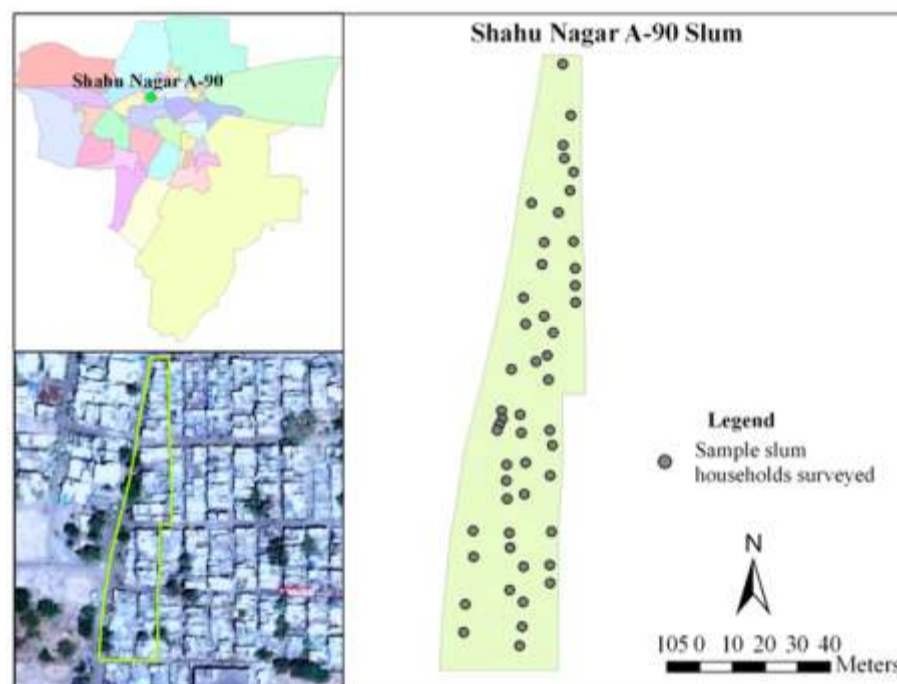 Shahu Nagar A-90 Slum
Shahu Nagar A-90
Legend
Sample slum
households surveyed
N
105 0 10 20 30 40
Meters